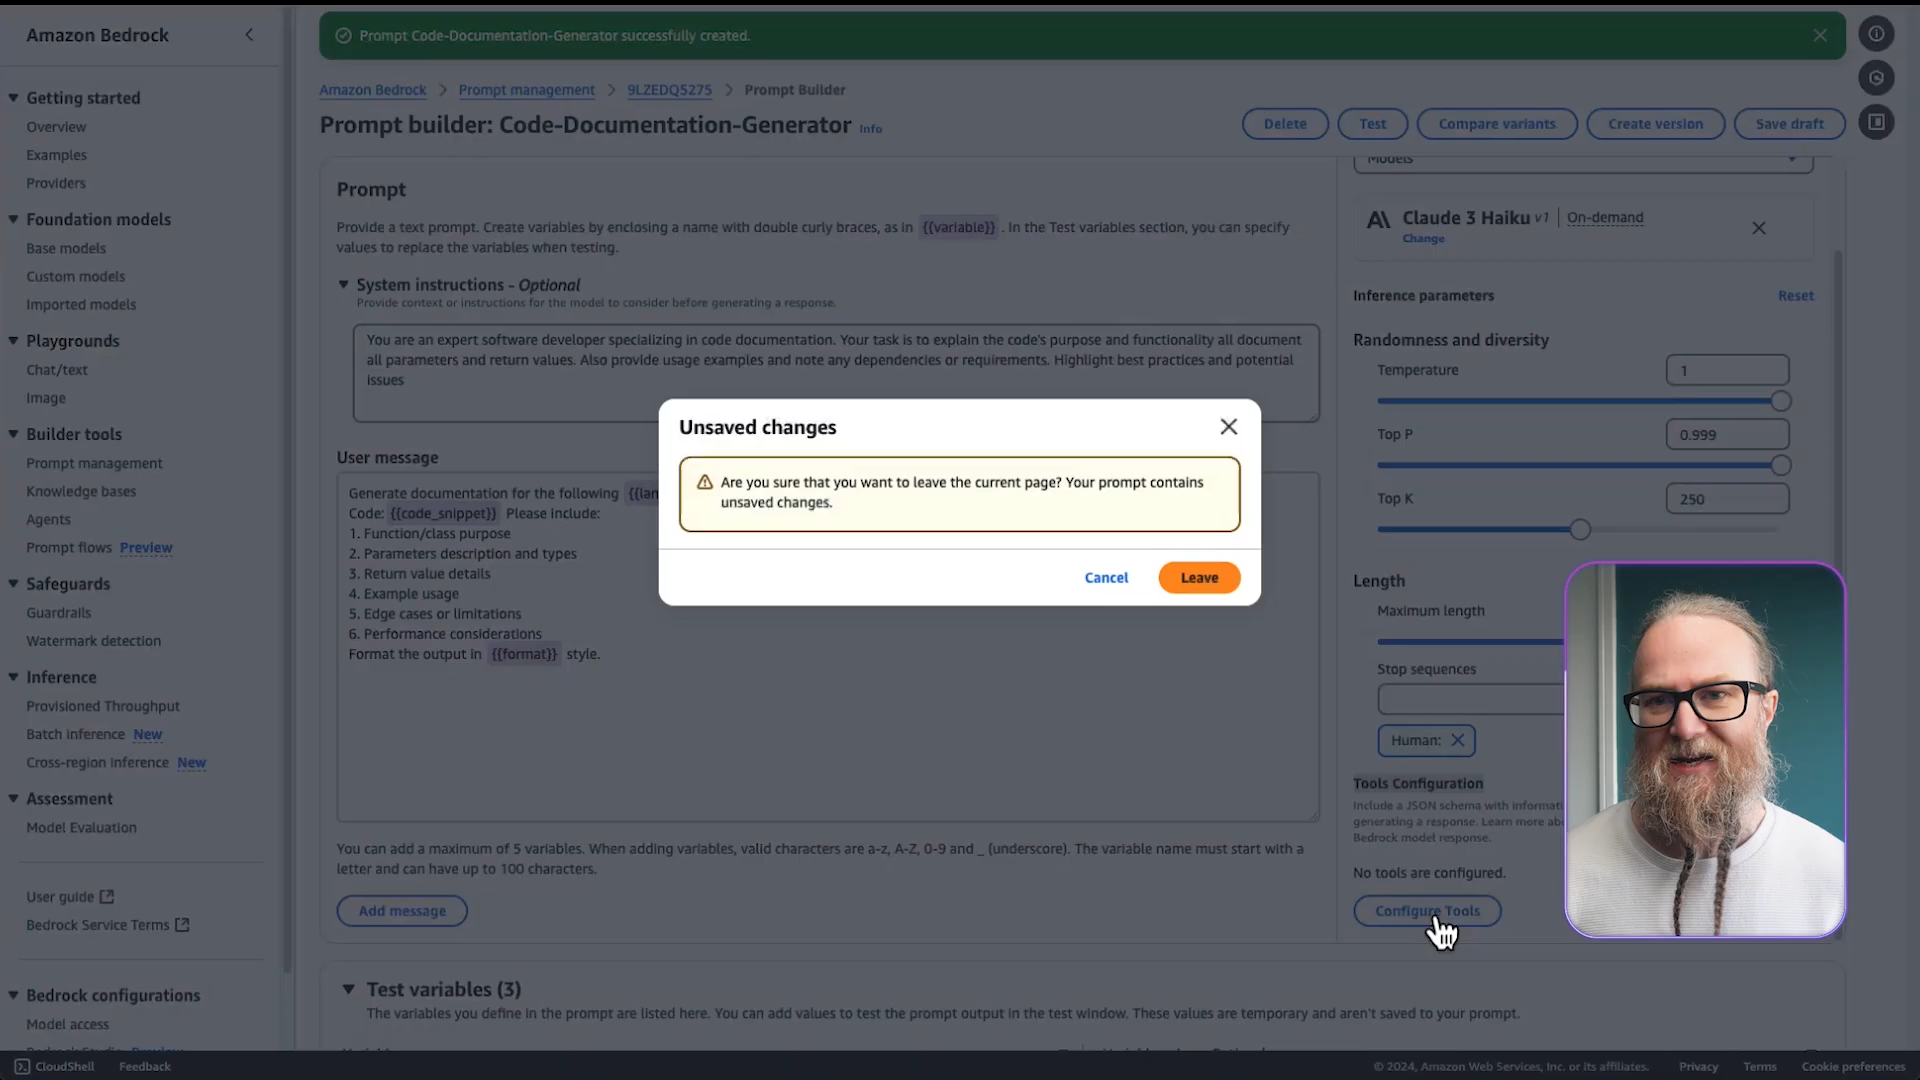 Amazon Bedrock
Getting started
Overview
Examples
Providers
Foundation models
Base models
Custom models
Imported models
Playgrounds
Chat/text
Image
Builder tools
Prompt management
Knowledge bases
Agents
Prompt flows Preview
Safeguards
Guardrails
Watermark detection
Inference
Provisioned Throughput
Batch inference New
Cross-region inference New
Assessment
Model Evaluation
User guide
Bedrock Service Terms
Bedrock configurations
Model access
Prompt Code-Documentation-Generator successfully created.
Amazon Bedrock > Prompt management > 9LZEDQ5275 > Prompt Builder
Prompt builder: Code-Documentation-Generator Info
Delete
Test
Compare variants
Create version
Save draft
Prompt
Provide a text prompt. Create variables by enclosing a name with double curly braces, as in {{variable}} . In the Test variables section, you can specify
values to replace the variables when testing.
System instructions - Optional
Provide context or instructions for the model to consider before generating a response.
You are an expert software developer specializing in code documentation. Your task is to explain the code's purpose and functionality all document
all parameters and return values. Also provide usage examples and note any dependencies or requirements. Highlight best practices and potential
issues
User message
Generate documentation for the following {{lan
Code: {{code_snippet}} Please include:
1. Function/class purpose
2. Parameters description and types
3. Return value details
4. Example usage
5. Edge cases or limitations
6. Performance considerations
Format the output in {{format}} style.
You can add a maximum of 5 variables. When adding variables, valid characters are a-z, A-Z, 0-9 and _ (underscore). The variable name must start with a
letter and can have up to 100 characters.
Add message
Unsaved changes
Are you sure that you want to leave the current page? Your prompt contains
unsaved changes.
Cancel
Leave
Models
Claude 3 Haiku v1 | On-demand
Change
Inference parameters
Reset
Randomness and diversity
Temperature
1
Top P
0.999
Top K
250
Length
Maximum length
Stop sequences
Human:
Tools Configuration
Include a JSON schema with informati
generating a response. Learn more abo
Bedrock model response.
No tools are configured.
Configure Tools
Test variables (3)
The variables you define in the prompt are listed here. You can add values to test the prompt output in the test window. These values are temporary and aren't saved to your prompt.
CloudShell
Feedback
© 2024, Amazon Web Services, Inc. or its affiliates.
Privacy
Terms
Cookie preferences